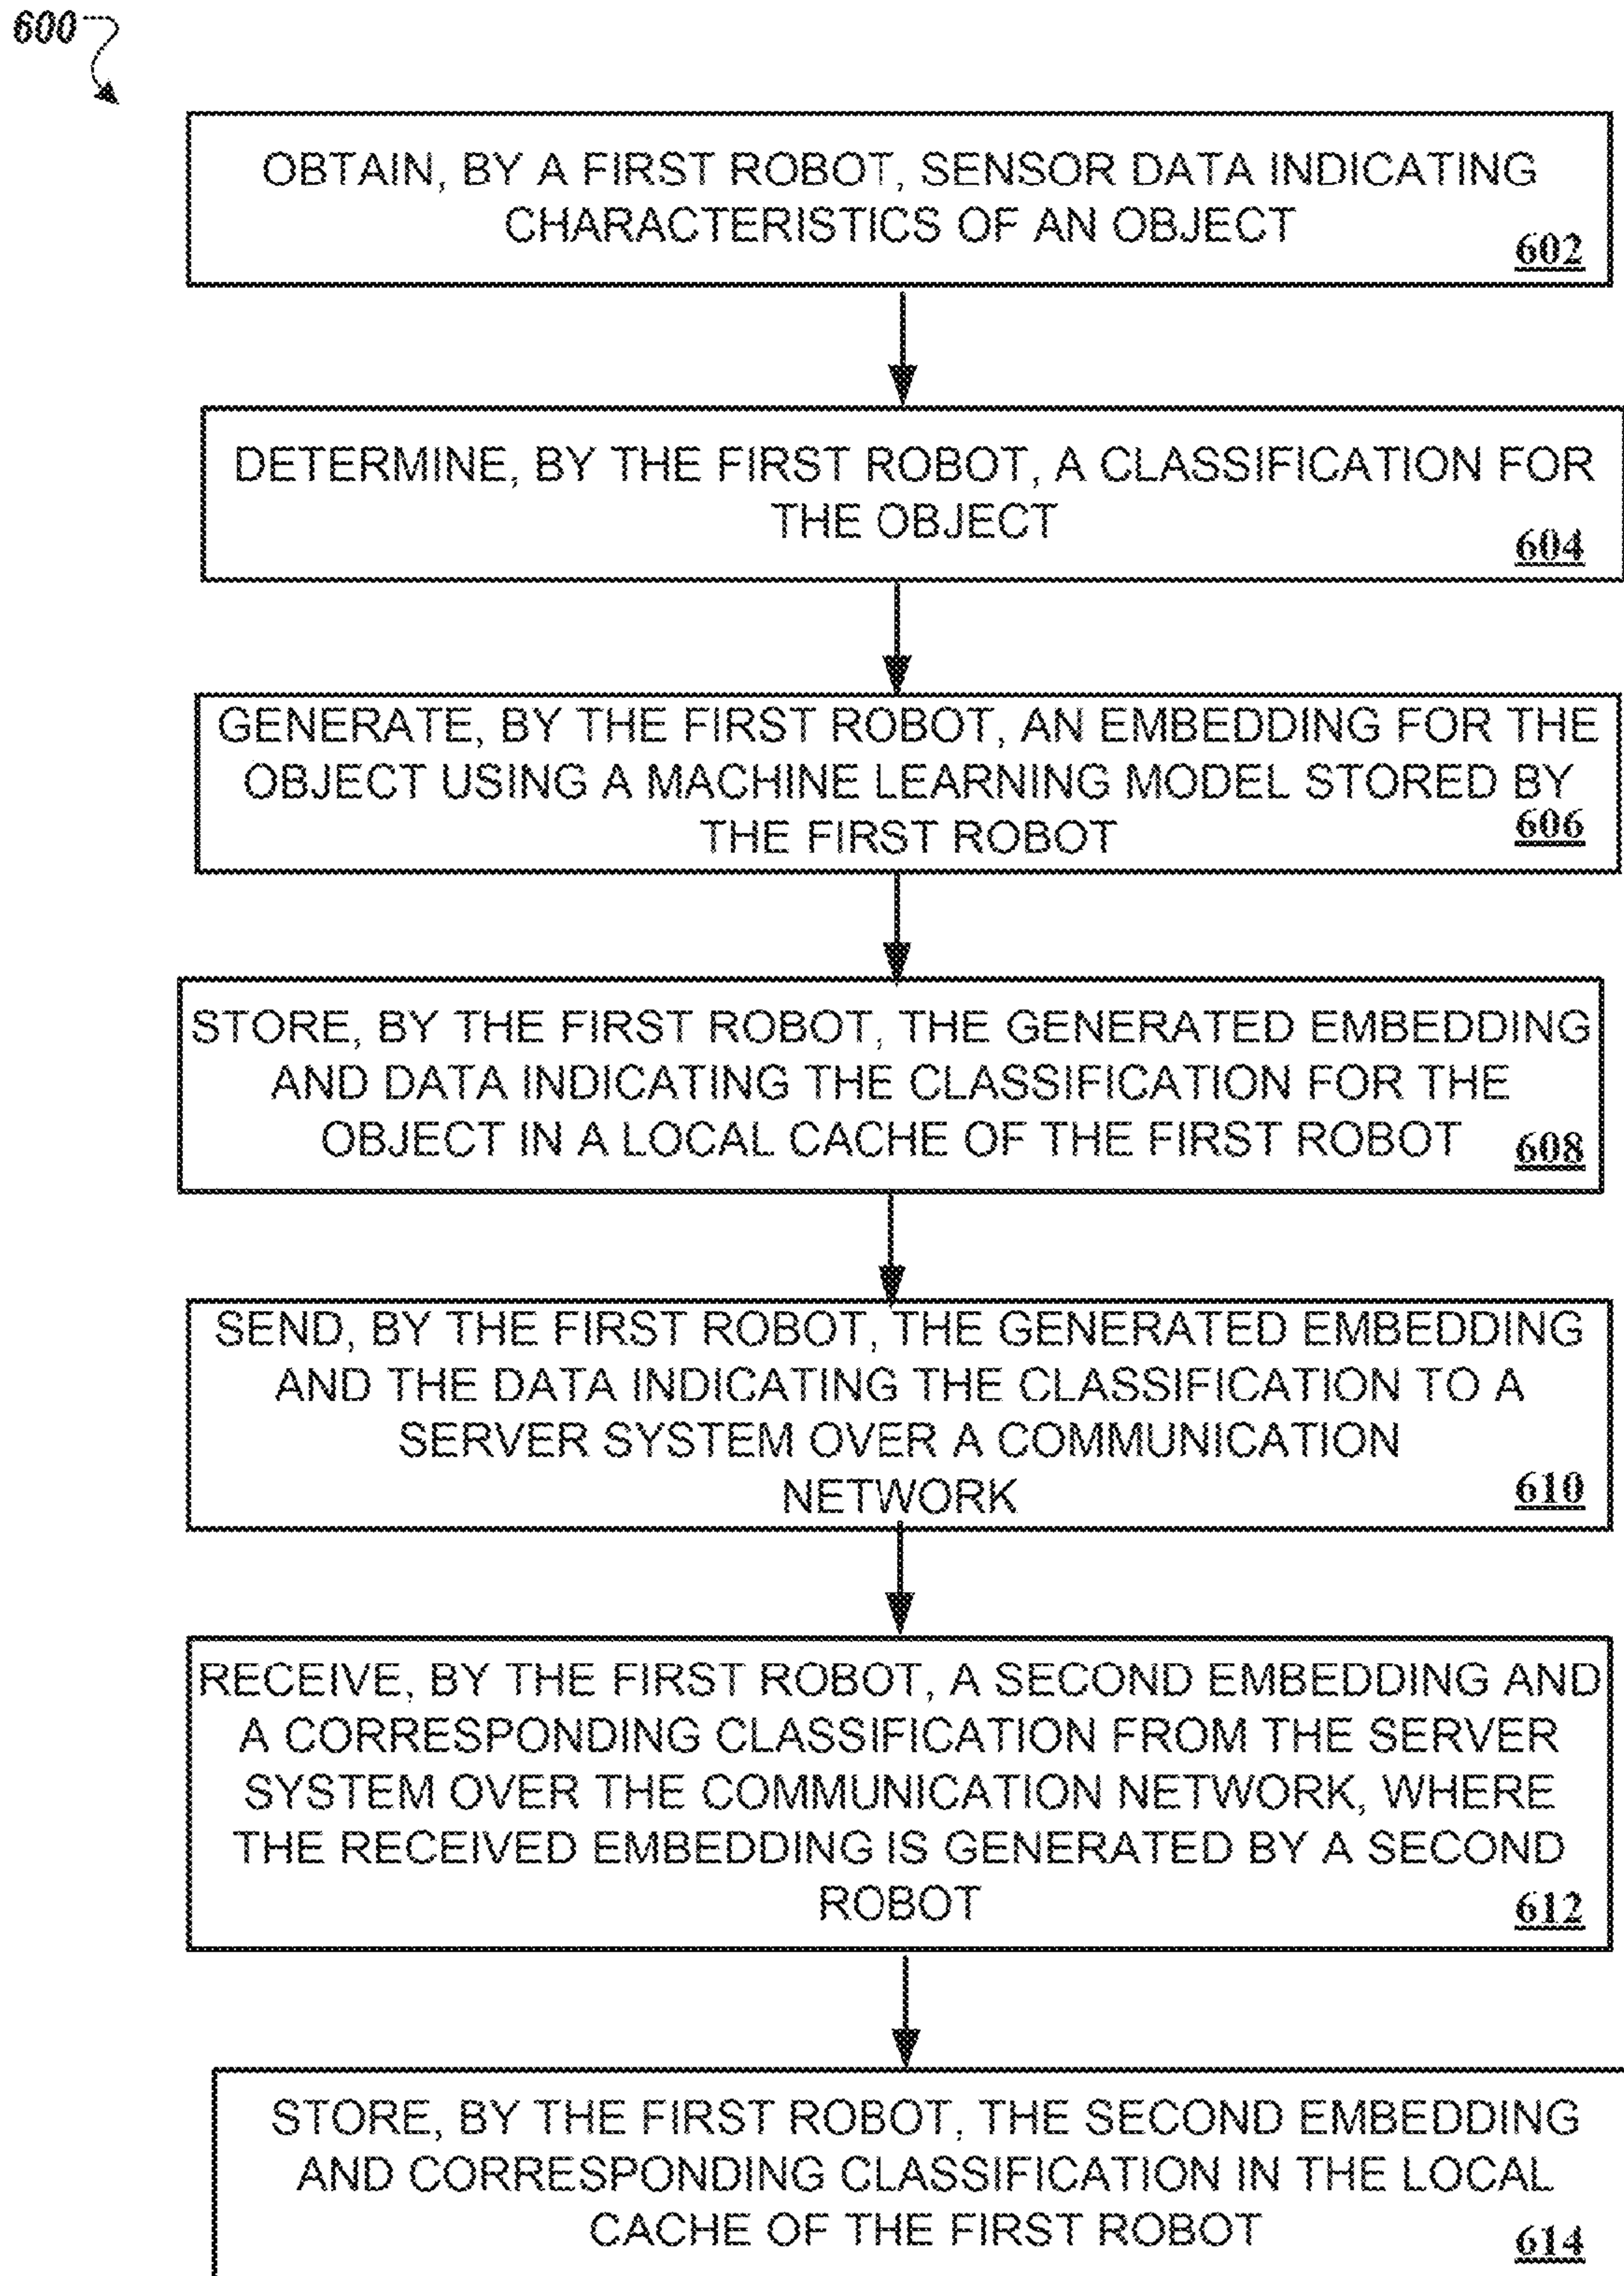 600
OBTAIN, BY A FIRST ROBOT, SENSOR DATA INDICATING
CHARACTERISTICS OF AN OBJECT
602
DETERMINE, BY THE FIRST ROBOT, A CLASSIFICATION FOR
THE OBJECT
604
GENERATE, BY THE FIRST ROBOT, AN EMBEDDING FOR THE
OBJECT USING A MACHINE LEARNING MODEL STORED BY
THE FIRST ROBOT
606
STORE, BY THE FIRST ROBOT, THE GENERATED EMBEDDING
AND DATA INDICATING THE CLASSIFICATION FOR THE
OBJECT IN A LOCAL CACHE OF THE FIRST ROBOT
608
SEND, BY THE FIRST ROBOT, THE GENERATED EMBEDDING
AND THE DATA INDICATING THE CLASSIFICATION TO A
SERVER SYSTEM OVER A COMMUNICATION
NETWORK
610
RECEIVE, BY THE FIRST ROBOT, A SECOND EMBEDDING AND
A CORRESPONDING CLASSIFICATION FROM THE SERVER
SYSTEM OVER THE COMMUNICATION NETWORK, WHERE
THE RECEIVED EMBEDDING IS GENERATED BY A SECOND
ROBOT
612
STORE, BY THE FIRST ROBOT, THE SECOND EMBEDDING
AND CORRESPONDING CLASSIFICATION IN THE LOCAL
CACHE OF THE FIRST ROBOT
614